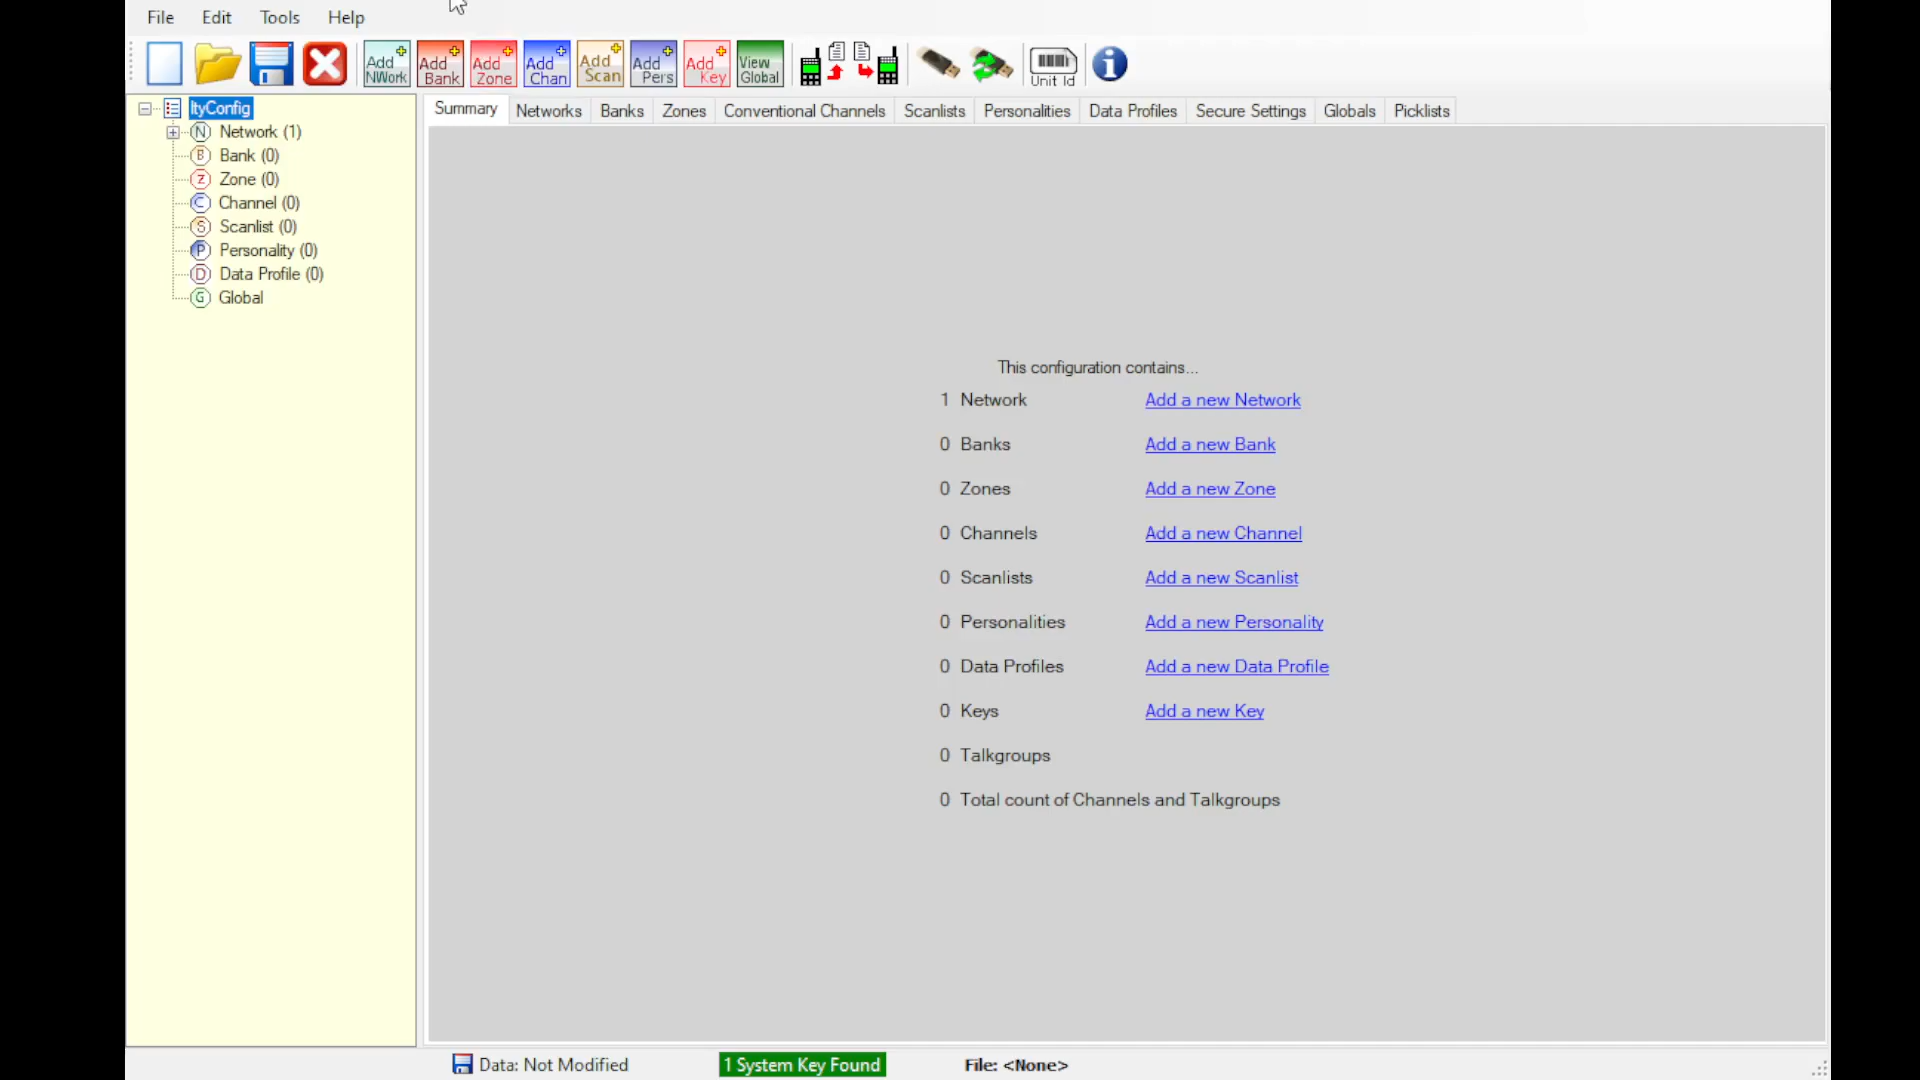 File Edit Tools Help
Add NWork Add Bank Add Zone Add Chan Add Scan Add Pers Add Key View Global Unit Id
ltyConfig
Network (1)
Bank (0)
Zone (0)
Channel (0)
Scanlist (0)
Personality (0)
Data Profile (0)
Global
Summary Networks Banks Zones Conventional Channels Scanlists Personalities Data Profiles Secure Settings Globals Picklists
This configuration contains...
1 Network Add a new Network
0 Banks Add a new Bank
0 Zones Add a new Zone
0 Channels Add a new Channel
0 Scanlists Add a new Scanlist
0 Personalities Add a new Personality
0 Data Profiles Add a new Data Profile
0 Keys Add a new Key
0 Talkgroups
0 Total count of Channels and Talkgroups
Data: Not Modified 1 System Key Found File: <None>